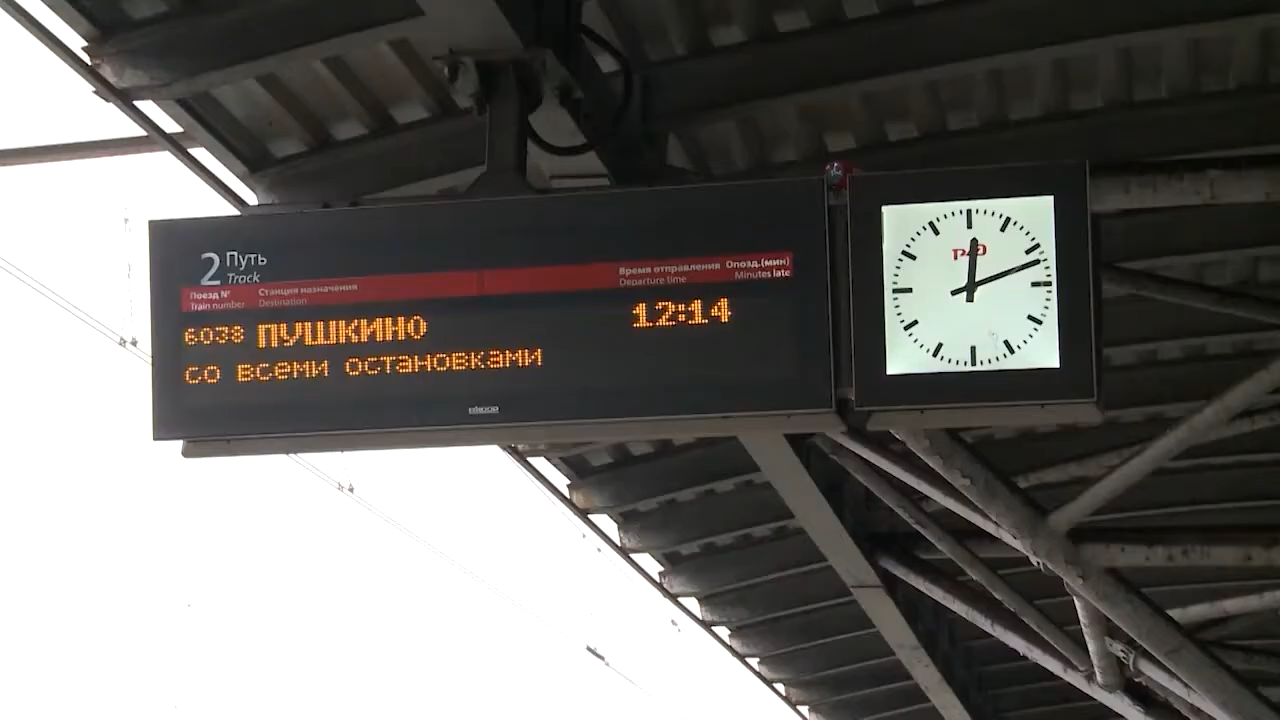 2 Путь
Track
Поезд № Станция назначения Время отправления Опозд.(мин)
Train number Destination Departure time Minutes late
6038 ПУШКИНО 12:14
со всеми остановками
РЖД